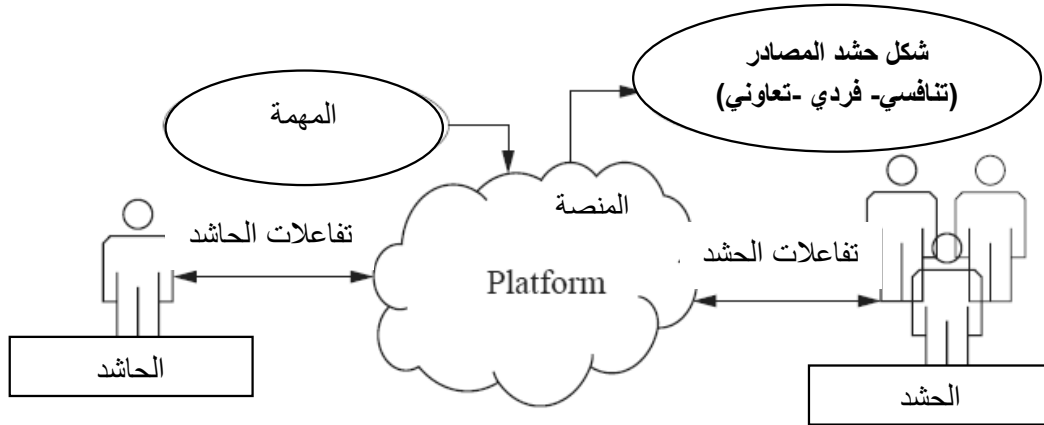 شكل حشد المصادر
(تنافسي- فردي -تعاوني)
المهمة
المنصة
تفاعلات الحاشد
تفاعلات الحشد
Platform
الحاشد
الحشد